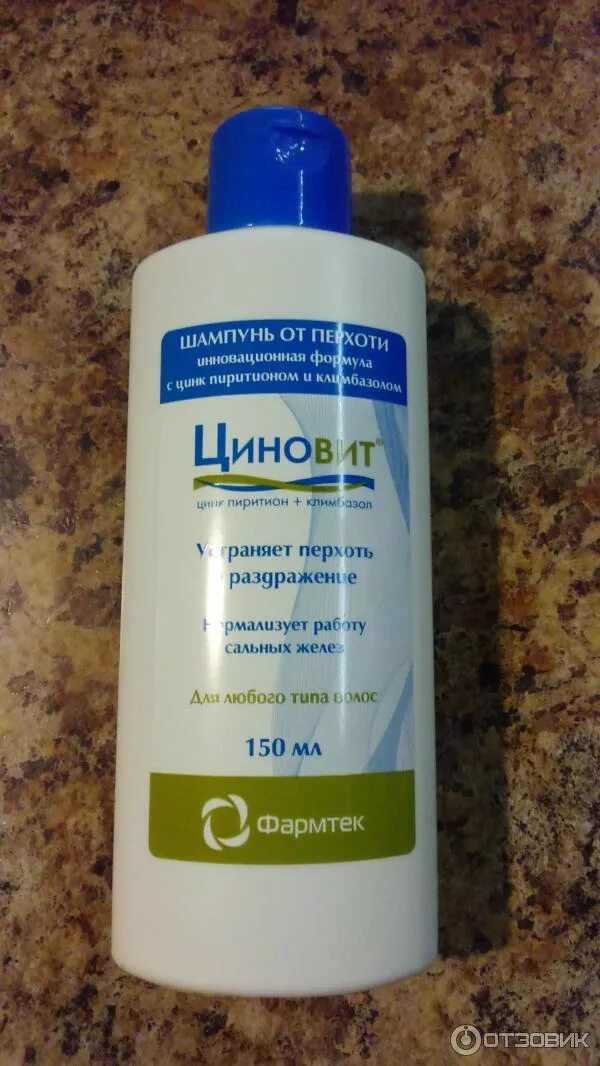 ШАМПУНЬ ОТ ПЕРХОТИ
инновационная формула
с цинк пиритионом и климбазолом
Циновит®
цинк пиритион + климбазол
Устраняет перхоть
и раздражение
Нормализует работу
сальных желез
Для любого типа волос
150 мл
Фармтек
ОТЗОВИК